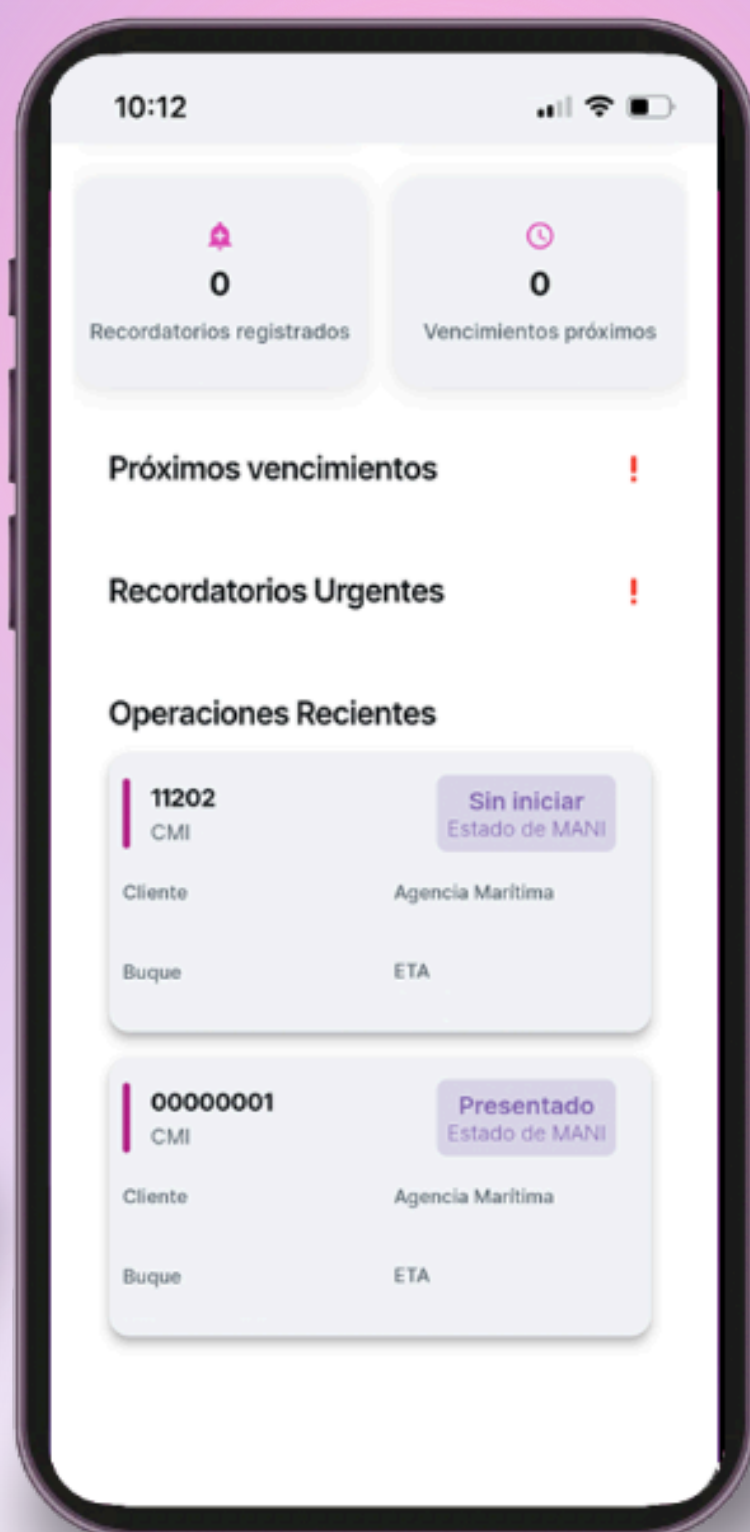 10:12
0
Recordatorios registrados
0
Vencimientos próximos
Próximos vencimientos !
Recordatorios Urgentes !
Operaciones Recientes
11202
CMI
Sin iniciar
Estado de MANI
Cliente
Agencia Marítima
Buque
ETA
00000001
CMI
Presentado
Estado de MANI
Cliente
Agencia Marítima
Buque
ETA